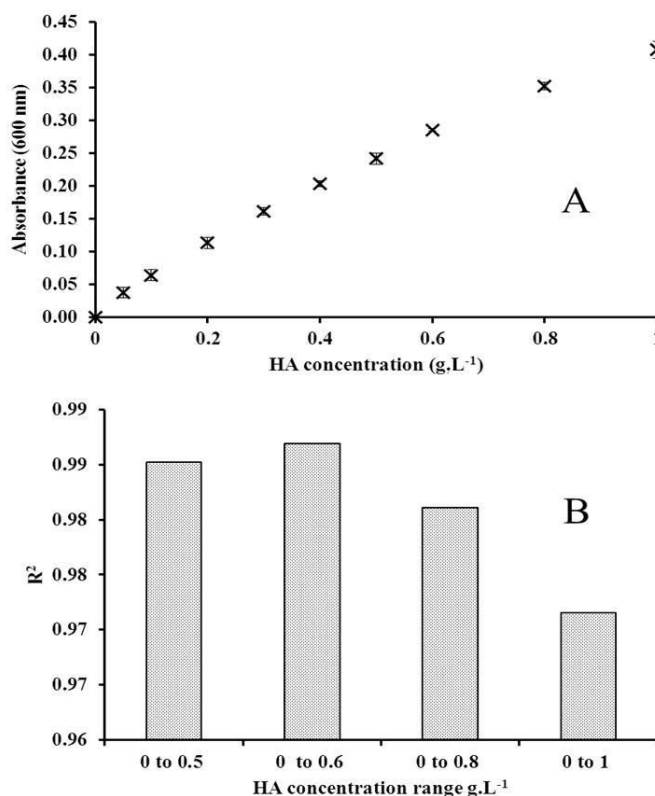 0.45
0.40
0.35
0.30
0.25
0.20
0.15
0.10
0.05
0.00
Absorbance (600 nm)
A
0 0.2 0.4 0.6 0.8 1
HA concentration (g.L⁻¹)
0.99
0.99
0.98
0.98
0.97
0.97
0.96
R²
B
0 to 0.5 0 to 0.6 0 to 0.8 0 to 1
HA concentration range g.L⁻¹